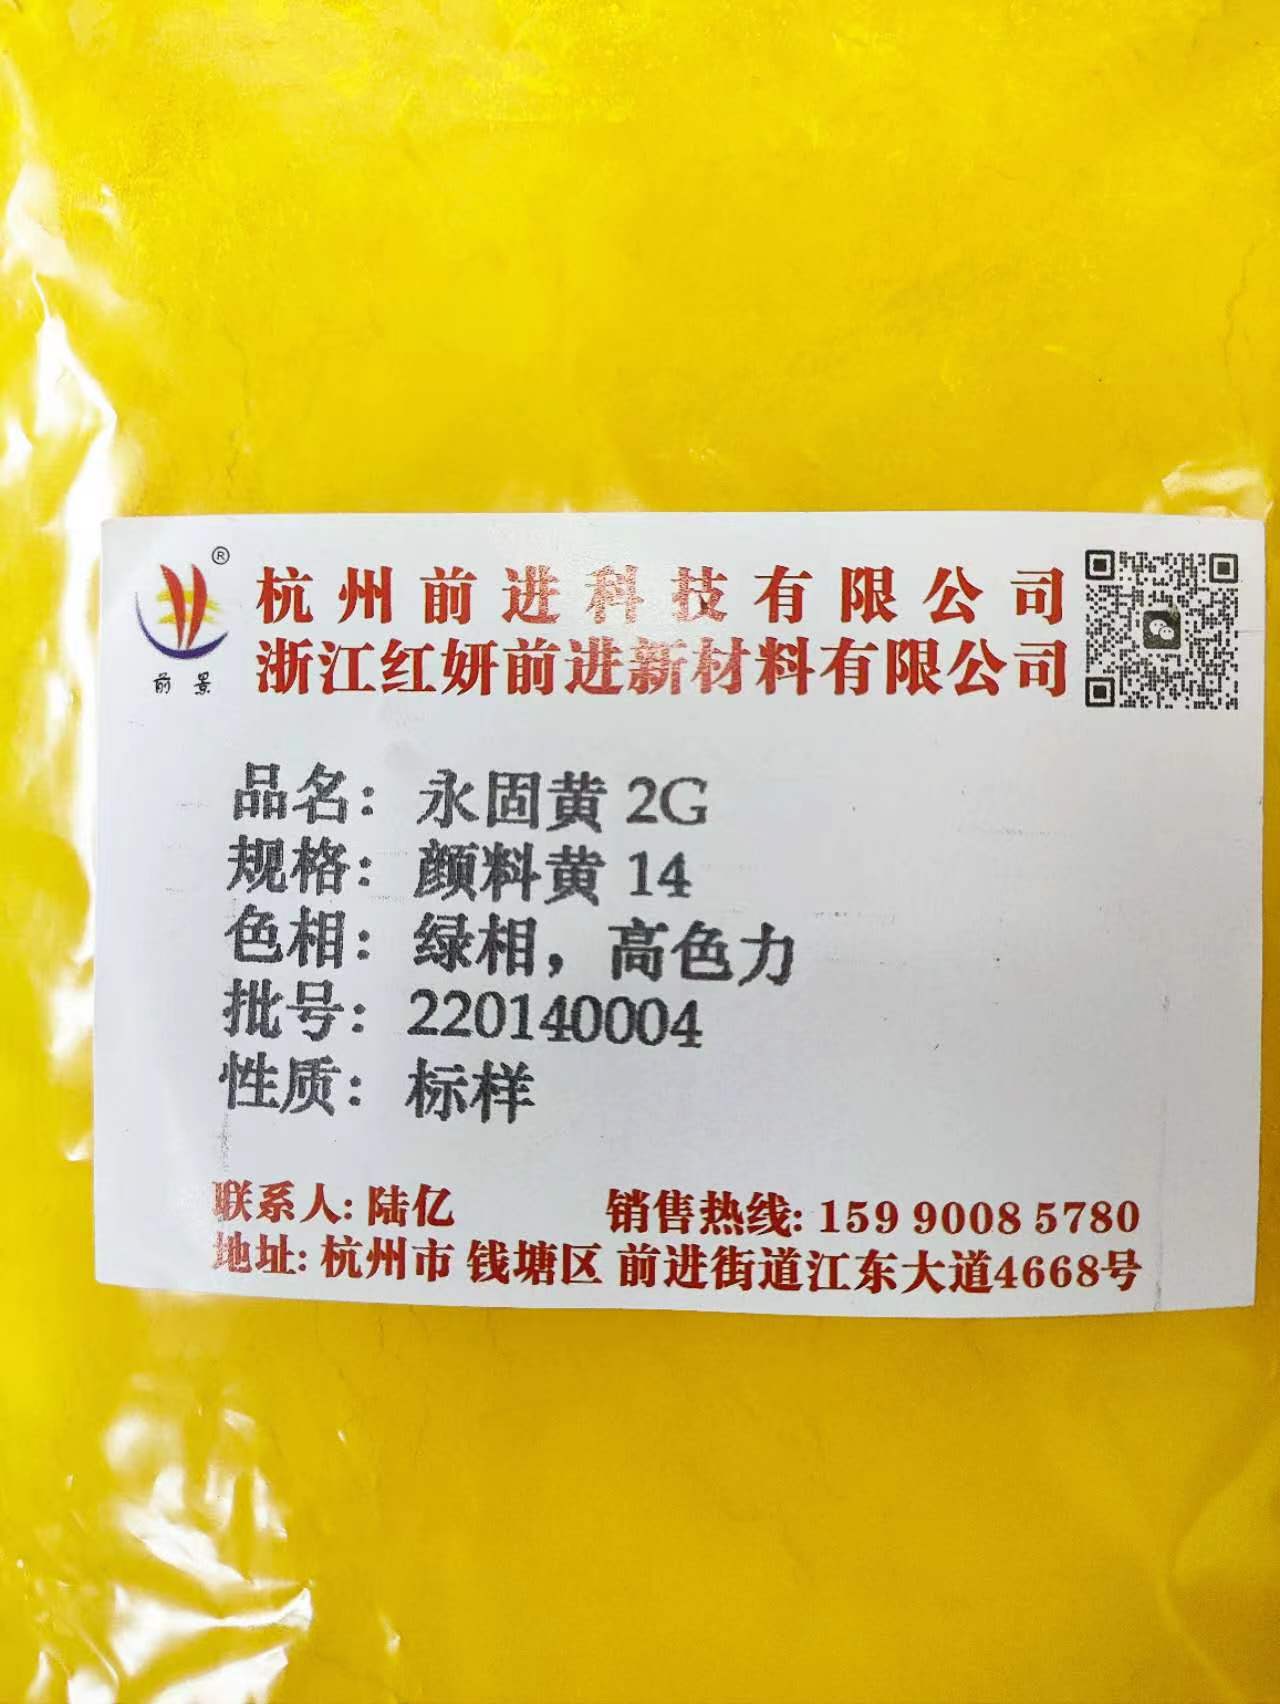 ®
前景
杭州前进科技有限公司
浙江红妍前进新材料有限公司
品名：永固黄 2G
规格：颜料黄 14
色相：绿相，高色力
批号：220140004
性质：标样
联系人: 陆亿 销售热线: 159 9008 5780
地址: 杭州市 钱塘区 前进街道江东大道4668号